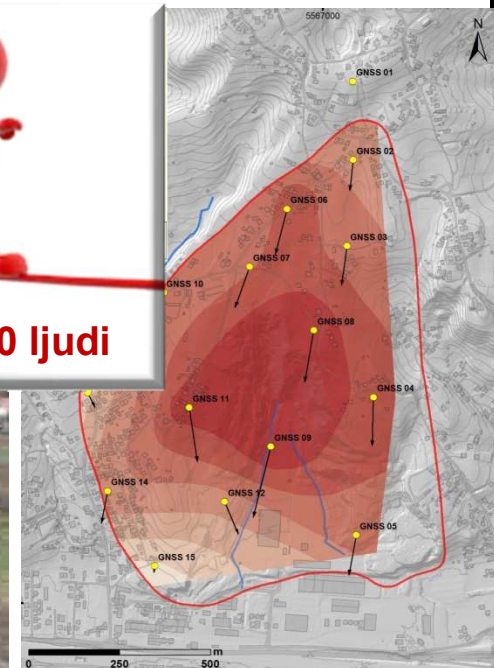 5567000
N
GNSS 01
GNSS 02
GNSS 06
GNSS 03
GNSS 07
GNSS 10
GNSS 08
0 ljudi
GNSS 04
GNSS 11
GNSS 09
GNSS 14
GNSS 12
GNSS 05
GNSS 15
m
0 250 500